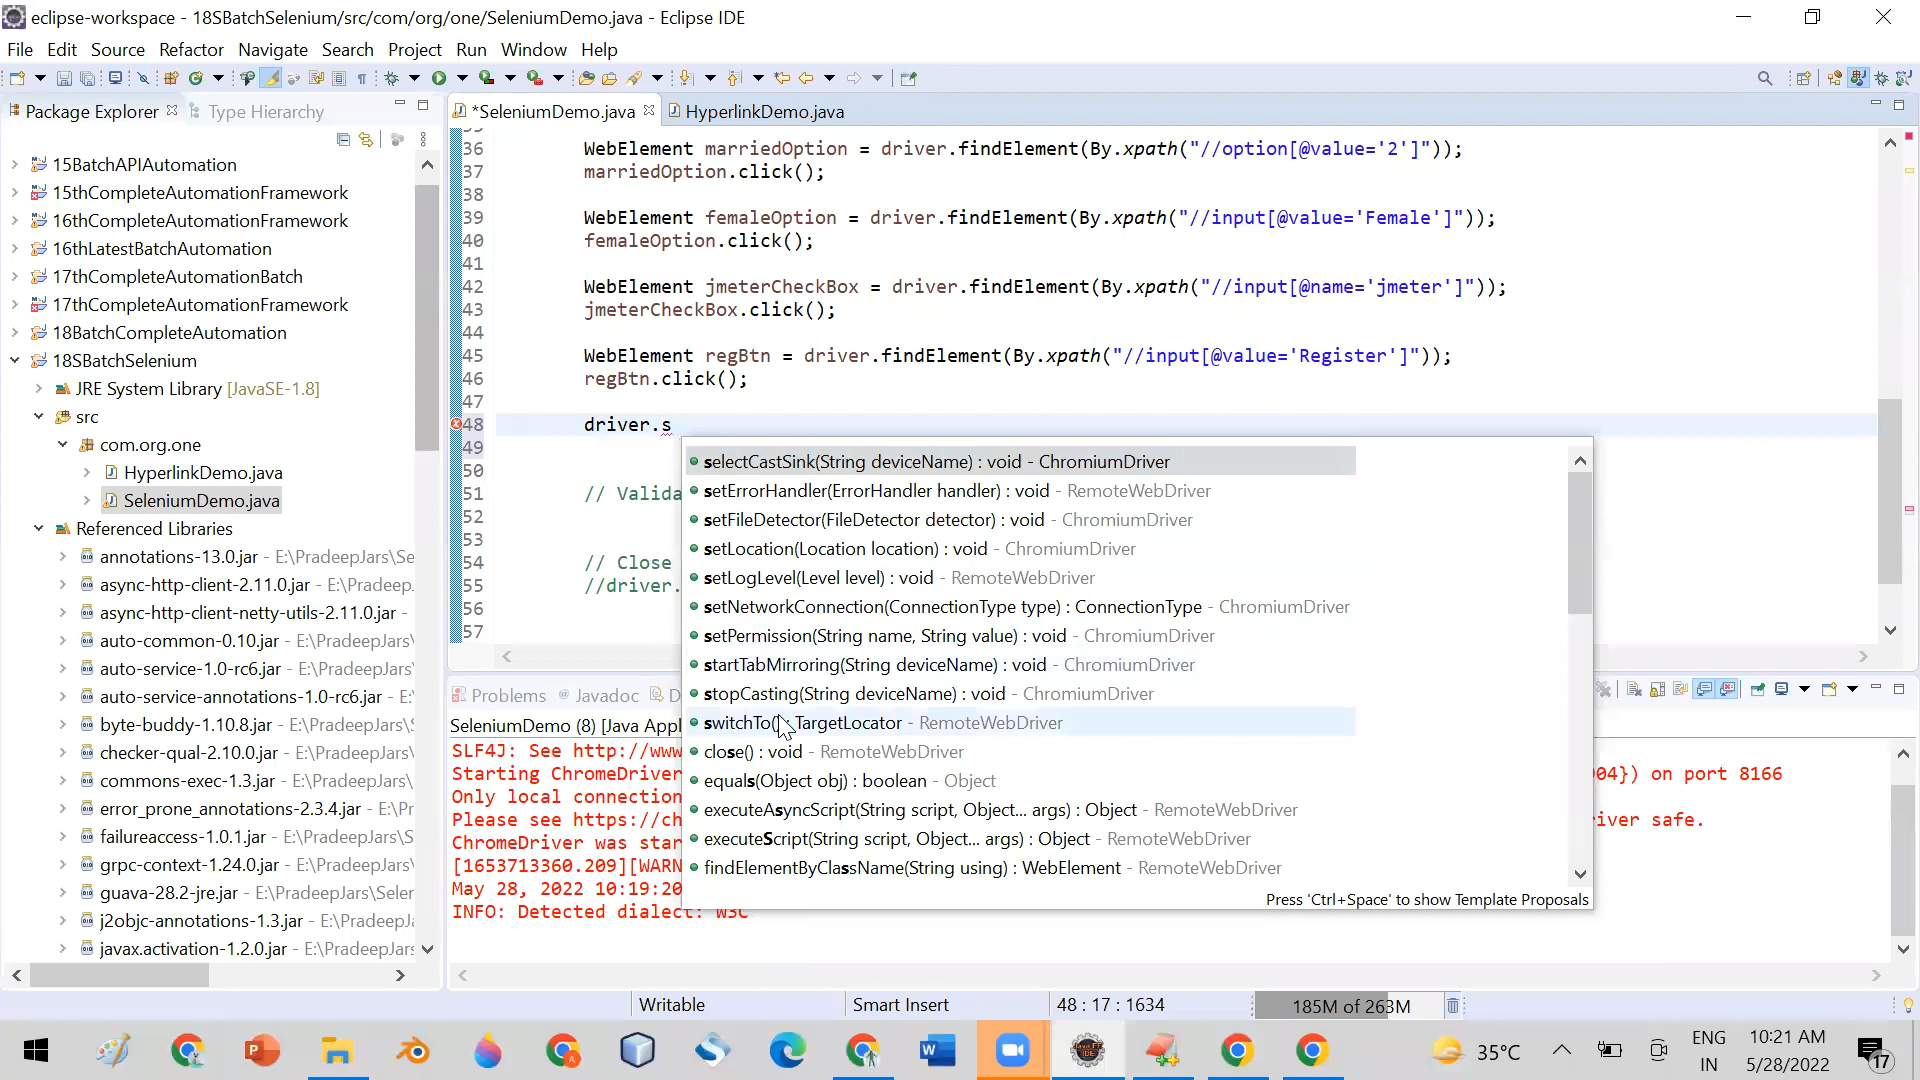 eclipse-workspace - 18SBatchSelenium/src/com/org/one/SeleniumDemo.java - Eclipse IDE
File Edit Source Refactor Navigate Search Project Run Window Help
Package Explorer Type Hierarchy
15BatchAPIAutomation
15thCompleteAutomationFramework
16thCompleteAutomationFramework
16thLatestBatchAutomation
17thCompleteAutomationBatch
17thCompleteAutomationFramework
18BatchCompleteAutomation
18SBatchSelenium
JRE System Library [JavaSE-1.8]
src
com.org.one
HyperlinkDemo.java
SeleniumDemo.java
Referenced Libraries
annotations-13.0.jar - E:\PradeepJars\Se
async-http-client-2.11.0.jar - E:\Pradeep
async-http-client-netty-utils-2.11.0.jar -
auto-common-0.10.jar - E:\PradeepJars\
auto-service-1.0-rc6.jar - E:\PradeepJars
auto-service-annotations-1.0-rc6.jar - E:
byte-buddy-1.10.8.jar - E:\PradeepJars\S
checker-qual-2.10.0.jar - E:\PradeepJars
commons-exec-1.3.jar - E:\PradeepJars\
error_prone_annotations-2.3.4.jar - E:\P
failureaccess-1.0.1.jar - E:\PradeepJars\S
grpc-context-1.24.0.jar - E:\PradeepJars
guava-28.2-jre.jar - E:\PradeepJars\Seler
j2objc-annotations-1.3.jar - E:\PradeepJ
javax.activation-1.2.0.jar - E:\PradeepJars
*SeleniumDemo.java HyperlinkDemo.java
36 WebElement marriedOption = driver.findElement(By.xpath("//option[@value='2']"));
37 marriedOption.click();
38
39 WebElement femaleOption = driver.findElement(By.xpath("//input[@value='Female']"));
40 femaleOption.click();
41
42 WebElement jmeterCheckBox = driver.findElement(By.xpath("//input[@name='jmeter']"));
43 jmeterCheckBox.click();
44
45 WebElement regBtn = driver.findElement(By.xpath("//input[@value='Register']"));
46 regBtn.click();
47
48 driver.s
49
50
51 // Valida
52
53
54 // Close
55 //driver.
56
57
selectCastSink(String deviceName) : void - ChromiumDriver
setErrorHandler(ErrorHandler handler) : void - RemoteWebDriver
setFileDetector(FileDetector detector) : void - ChromiumDriver
setLocation(Location location) : void - ChromiumDriver
setLogLevel(Level level) : void - RemoteWebDriver
setNetworkConnection(ConnectionType type) : ConnectionType - ChromiumDriver
setPermission(String name, String value) : void - ChromiumDriver
startTabMirroring(String deviceName) : void - ChromiumDriver
stopCasting(String deviceName) : void - ChromiumDriver
switchTo() : TargetLocator - RemoteWebDriver
close() : void - RemoteWebDriver
equals(Object obj) : boolean - Object
executeAsyncScript(String script, Object... args) : Object - RemoteWebDriver
executeScript(String script, Object... args) : Object - RemoteWebDriver
findElementByClassName(String using) : WebElement - RemoteWebDriver
Press 'Ctrl+Space' to show Template Proposals
Problems @ Javadoc D
SeleniumDemo (8) [Java Appl
SLF4J: See http://www
Starting ChromeDriver 04}) on port 8166
Only local connection
Please see https://ch iver safe.
ChromeDriver was star
[1653713360.209][WARN
May 28, 2022 10:19:20
INFO: Detected dialect: W3C
Writable Smart Insert 48 : 17 : 1634 185M of 263M
35°C ENG IN 10:21 AM 5/28/2022 17